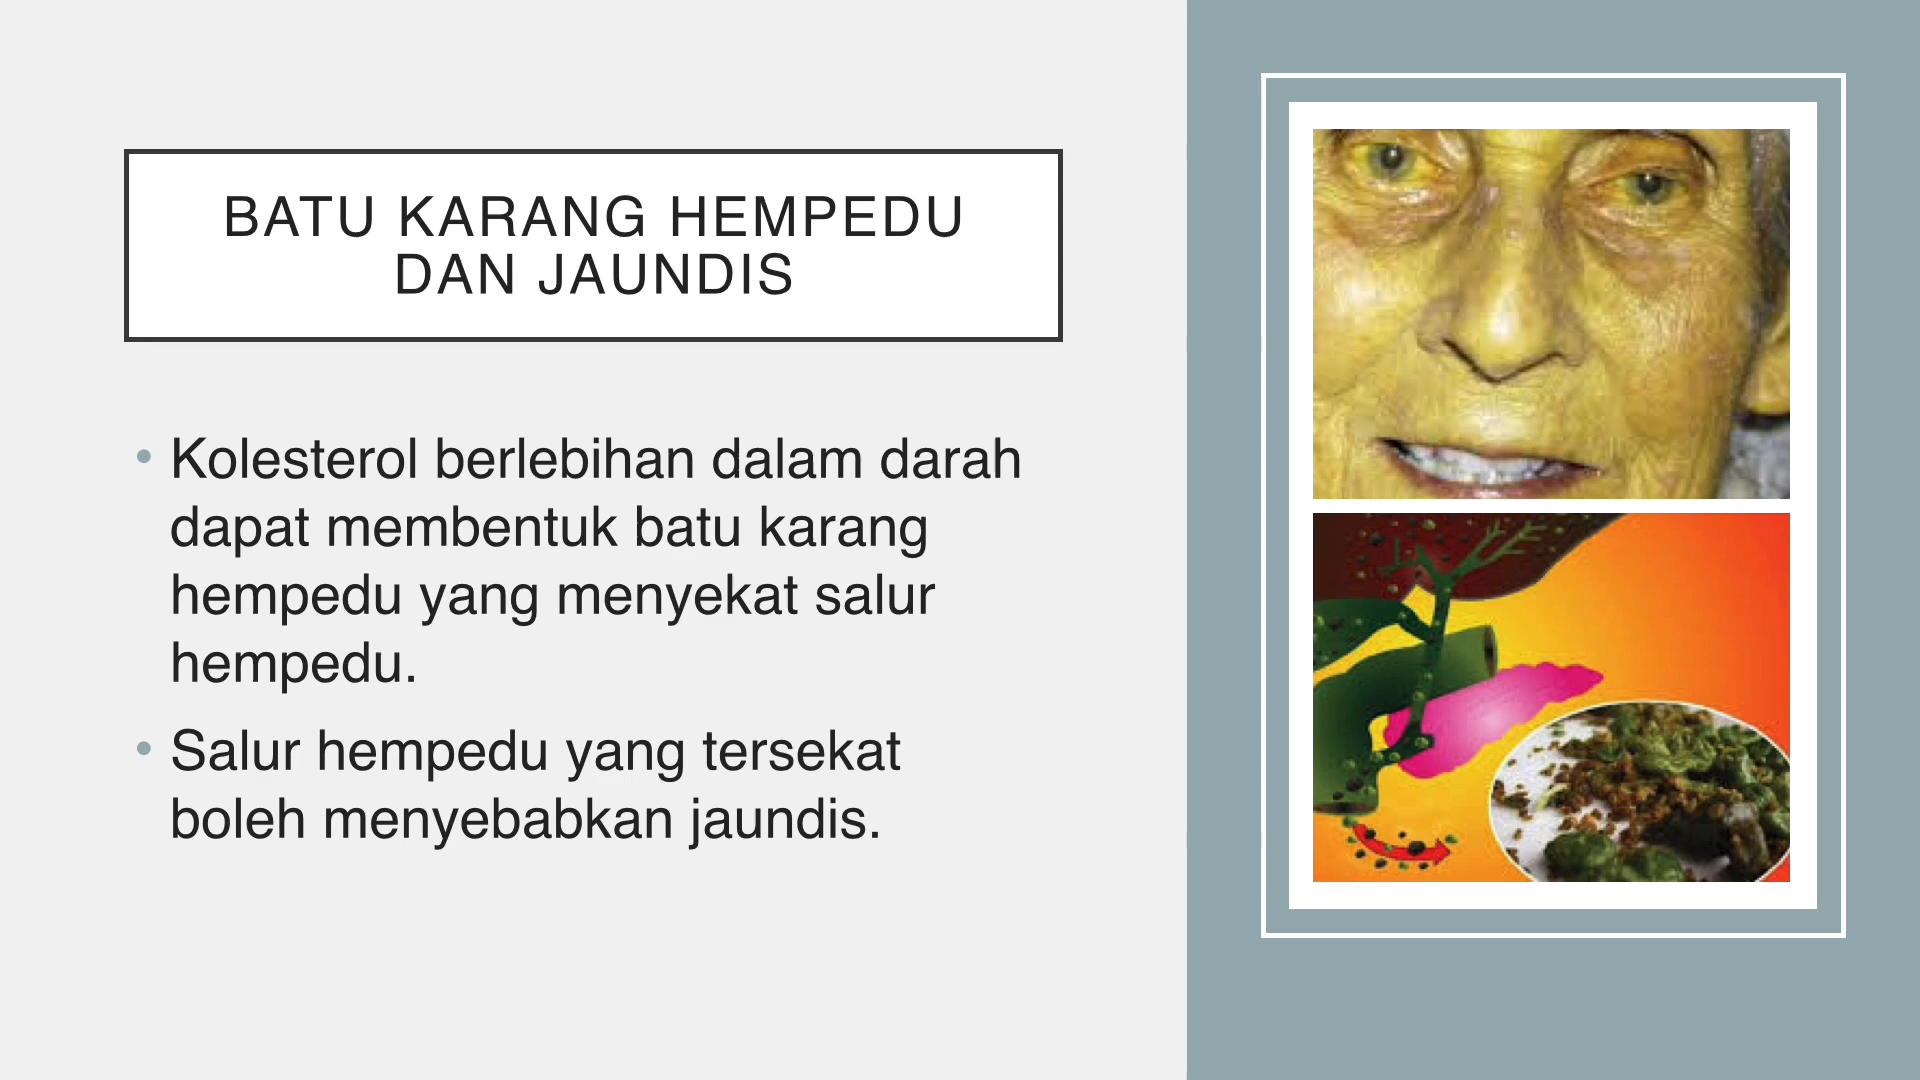 BATU KARANG HEMPEDU
DAN JAUNDIS
• Kolesterol berlebihan dalam darah
dapat membentuk batu karang
hempedu yang menyekat salur
hempedu.
• Salur hempedu yang tersekat
boleh menyebabkan jaundis.